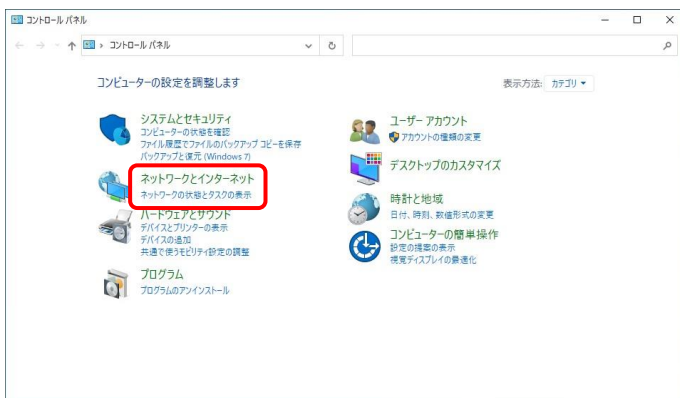 コントロール パネル
コントロール パネル
コンピューターの設定を調整します
表示方法: カテゴリ
システムとセキュリティ
コンピューターの状態を確認
ファイル履歴でファイルのバックアップ コピーを保存
バックアップと復元 (Windows 7)
ネットワークとインターネット
ネットワークの状態とタスクの表示
ハードウェアとサウンド
デバイスとプリンターの表示
デバイスの追加
共通で使うモビリティ設定の調整
プログラム
プログラムのアンインストール
ユーザー アカウント
アカウントの種類の変更
デスクトップのカスタマイズ
時計と地域
日付、時刻、数値形式の変更
コンピューターの簡単操作
設定の提案の表示
視覚ディスプレイの最適化